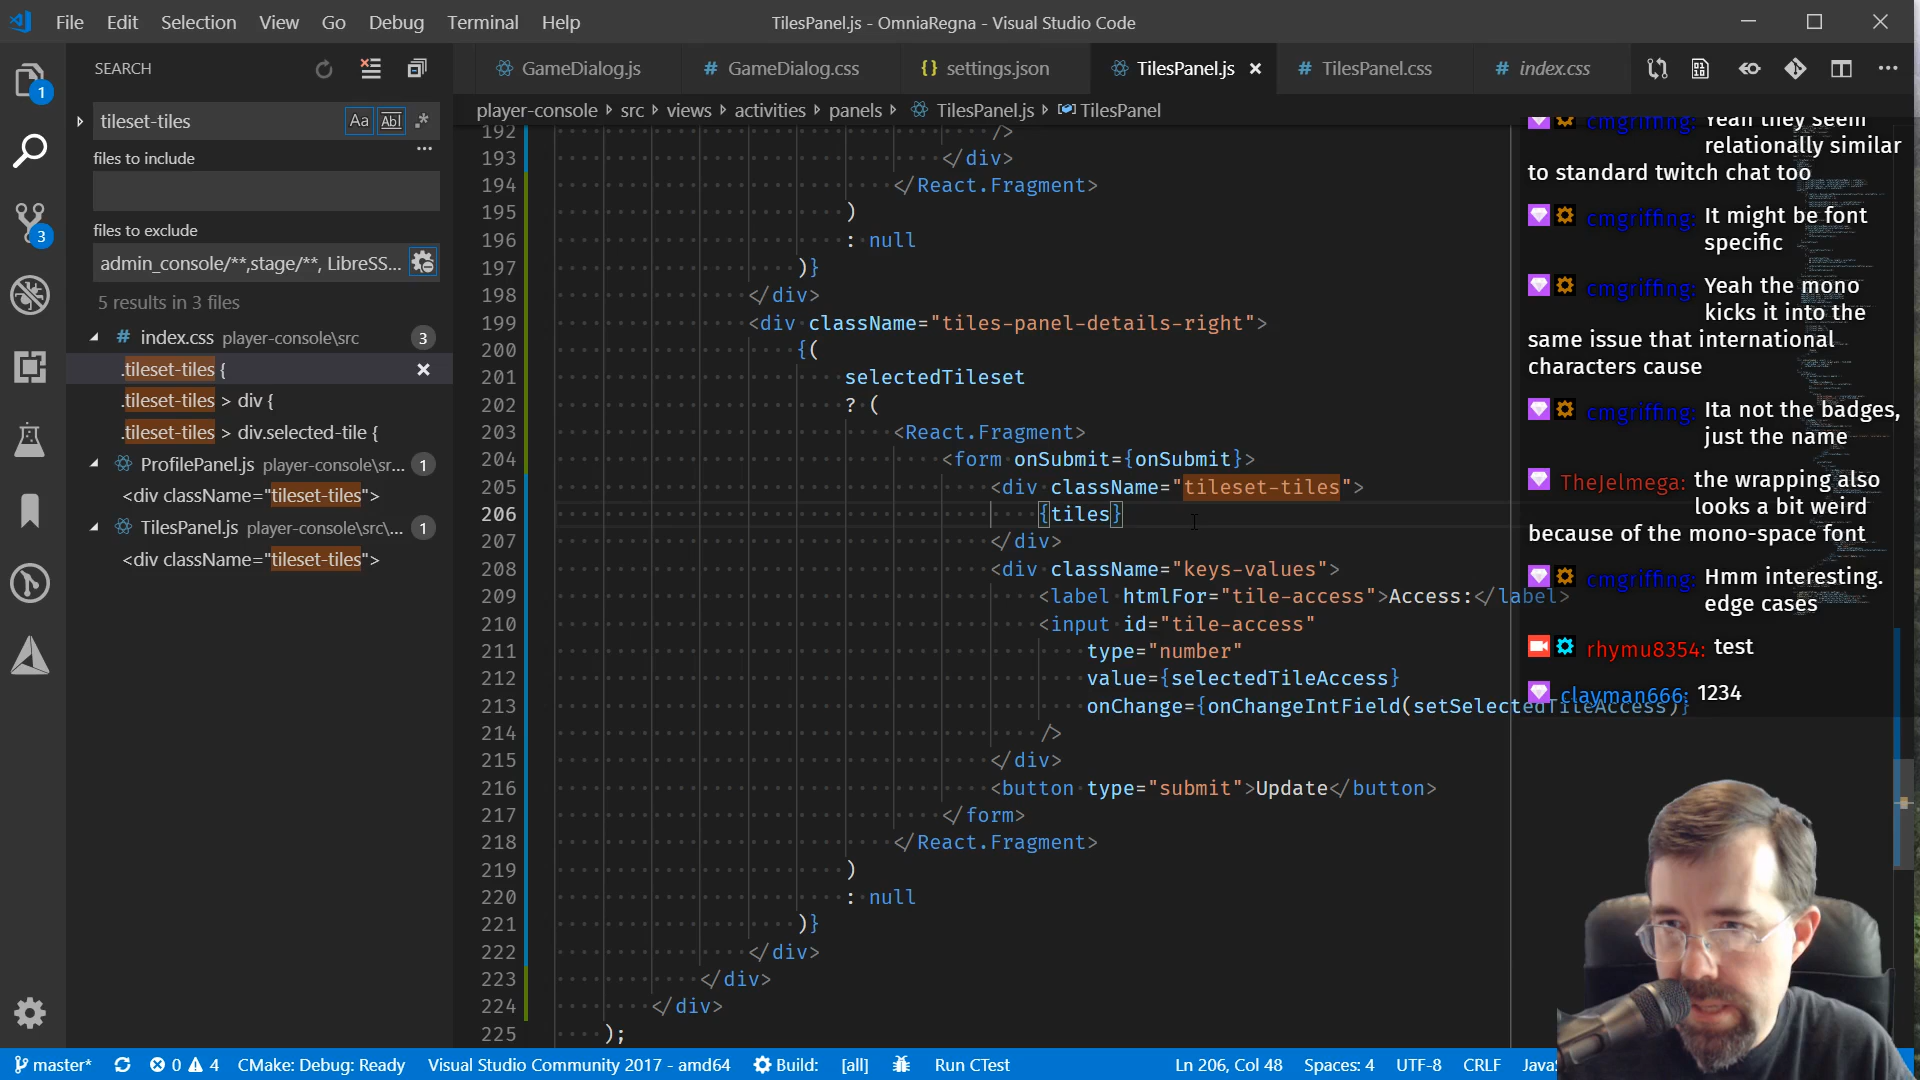 File Edit Selection View Go Debug Terminal Help
TilesPanel.js - OmniaRegna - Visual Studio Code
SEARCH
GameDialog.js
# GameDialog.css
{} settings.json
TilesPanel.js ×
# TilesPanel.css
# index.css
tileset-tiles
Aa Abl .*
files to include
files to exclude
admin_console/**,stage/**, LibreSS...
5 results in 3 files
# index.css player-console\src 3
.tileset-tiles {
.tileset-tiles > div {
.tileset-tiles > div.selected-tile {
ProfilePanel.js player-console\sr... 1
<div className="tileset-tiles">
TilesPanel.js player-console\src\... 1
<div className="tileset-tiles">
1
3
player-console › src › views › activities › panels › TilesPanel.js › TilesPanel
192 />
193 </div>
194 </React.Fragment>
195 )
196 : null
197 )}
198 </div>
199 <div className="tiles-panel-details-right">
200 {(
201 selectedTileset
202 ? (
203 <React.Fragment>
204 <form onSubmit={onSubmit}>
205 <div className="tileset-tiles">
206 {tiles}
207 </div>
208 <div className="keys-values">
209 <label htmlFor="tile-access">Access:</label>
210 <input id="tile-access"
211 type="number"
212 value={selectedTileAccess}
213 onChange={onChangeIntField(setSelectedTileAccess)}
214 />
215 </div>
216 <button type="submit">Update</button>
217 </form>
218 </React.Fragment>
219 )
220 : null
221 )}
222 </div>
223 </div>
224 </div>
225 );
cmgriffing: Yeah they seem
relationally similar
to standard twitch chat too
cmgriffing: It might be font
specific
cmgriffing: Yeah the mono
kicks it into the
same issue that international
characters cause
cmgriffing: Ita not the badges,
just the name
TheJelmega: the wrapping also
looks a bit weird
because of the mono-space font
cmgriffing: Hmm interesting.
edge cases
rhymu8354: test
clayman666: 1234
master* 0 4 CMake: Debug: Ready Visual Studio Community 2017 - amd64 Build: [all] Run CTest Ln 206, Col 48 Spaces: 4 UTF-8 CRLF Java